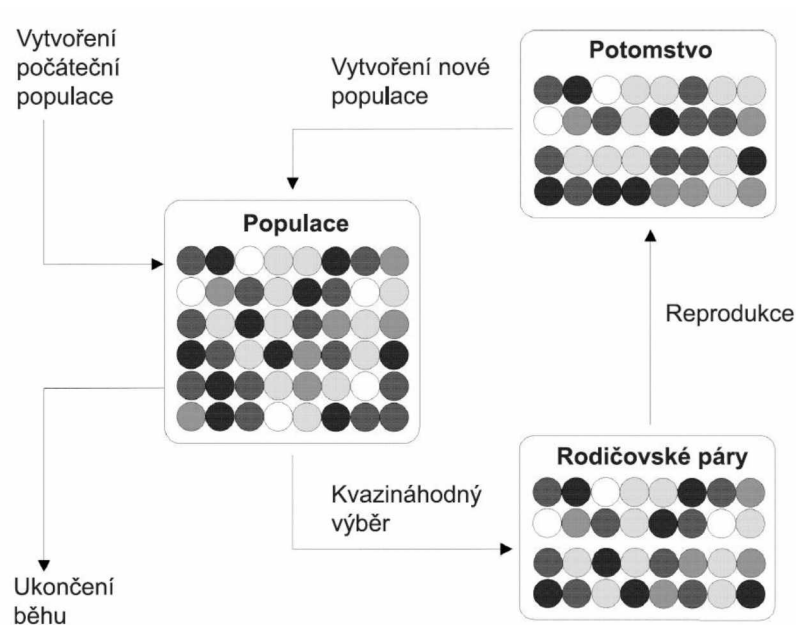 Vytvoření
počáteční
populace
Vytvoření nové
populace
Potomstvo
Populace
Reprodukce
Rodičovské páry
Kvazináhodný
výběr
Ukončení
běhu